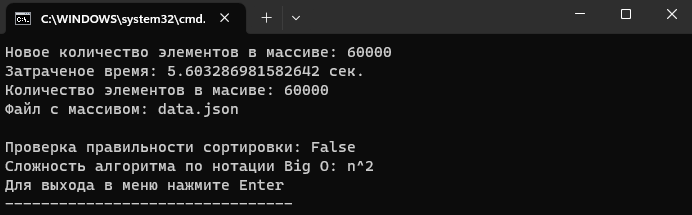 C:\WINDOWS\system32\cmd.
Новое количество элементов в массиве: 60000
Затраченое время: 5.603286981582642 сек.
Количество элементов в масиве: 60000
Файл с массивом: data.json
Проверка правильности сортировки: False
Сложность алгоритма по нотации Big O: n^2
Для выхода в меню нажмите Enter
--------------------------------